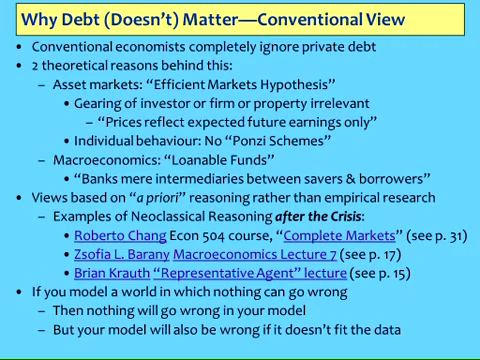 Why Debt (Doesn't) Matter—Conventional View
• Conventional economists completely ignore private debt
• 2 theoretical reasons behind this:
– Asset markets: "Efficient Markets Hypothesis"
• Gearing of investor or firm or property irrelevant
– "Prices reflect expected future earnings only"
• Individual behaviour: No "Ponzi Schemes"
– Macroeconomics: "Loanable Funds"
• "Banks mere intermediaries between savers & borrowers"
• Views based on "a priori" reasoning rather than empirical research
– Examples of Neoclassical Reasoning after the Crisis:
• Roberto Chang Econ 504 course, "Complete Markets" (see p. 31)
• Zsofia L. Barany Macroeconomics Lecture 7 (see p. 17)
• Brian Krauth "Representative Agent" lecture (see p. 15)
• If you model a world in which nothing can go wrong
– Then nothing will go wrong in your model
– But your model will also be wrong if it doesn't fit the data